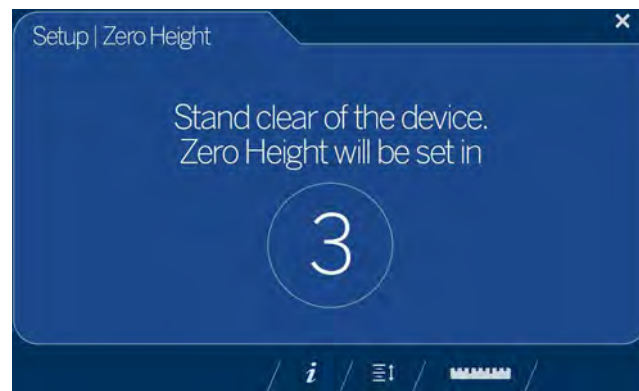 Setup | Zero Height
×
Stand clear of the device.
Zero Height will be set in
3
i